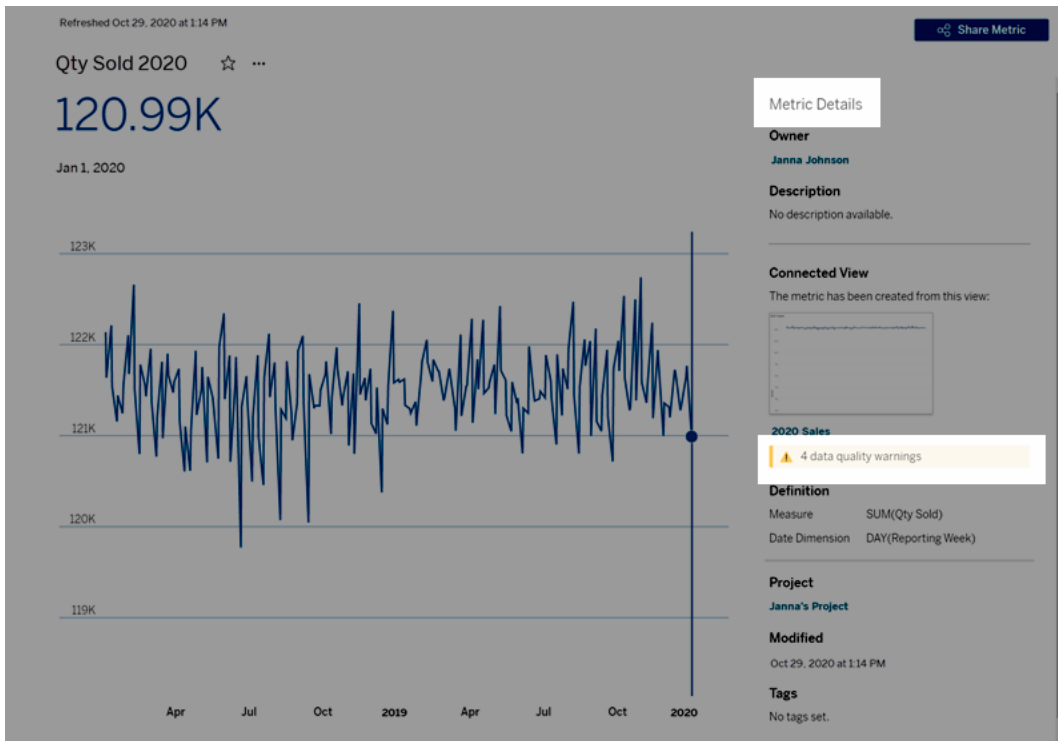 Refreshed Oct 29, 2020 at 1:14 PM
Share Metric
Qty Sold 2020
120.99K
Jan 1, 2020
123K
122K
121K
120K
119K
Apr Jul Oct 2019 Apr Jul Oct 2020
Metric Details
Owner
Janna Johnson
Description
No description available.
Connected View
The metric has been created from this view:
2020 Sales
4 data quality warnings
Definition
Measure SUM(Qty Sold)
Date Dimension DAY(Reporting Week)
Project
Janna's Project
Modified
Oct 29, 2020 at 1:14 PM
Tags
No tags set.